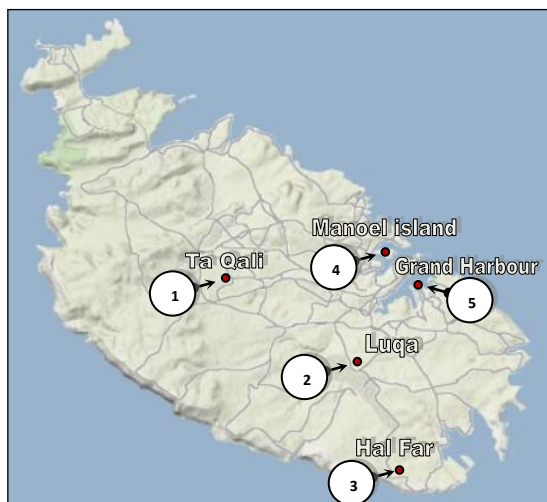 Manoel island
Ta Qali
Grand Harbour
4
1
5
Luqa
2
Hal Far
3